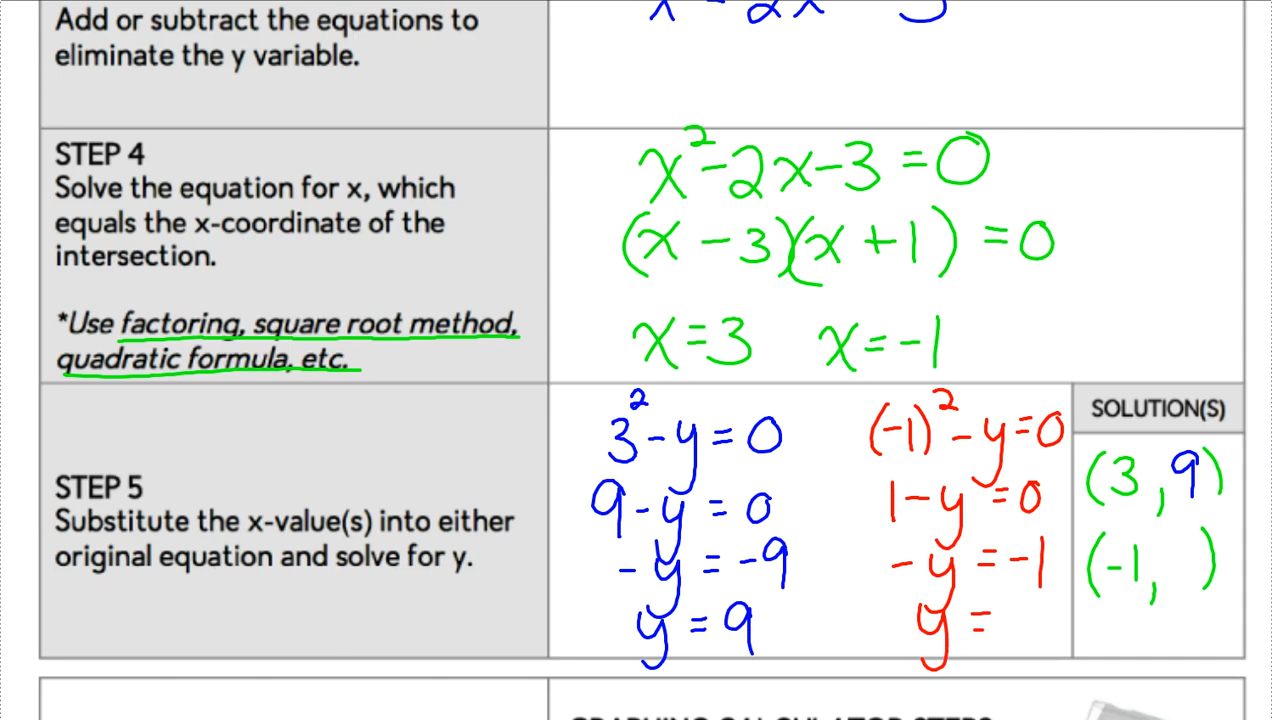 Add or subtract the equations to
eliminate the y variable.
STEP 4
Solve the equation for x, which
equals the x-coordinate of the
intersection.
*Use factoring, square root method,
quadratic formula, etc.
x² - 2x - 3 = 0
(x - 3)(x + 1) = 0
x = 3 x = -1
STEP 5
Substitute the x-value(s) into either
original equation and solve for y.
3² - y = 0
9 - y = 0
-y = -9
y = 9
(-1)² - y = 0
1 - y = 0
-y = -1
y =
SOLUTION(S)
(3, 9)
(-1, )
GRAPHING CALCULATOR STEPS